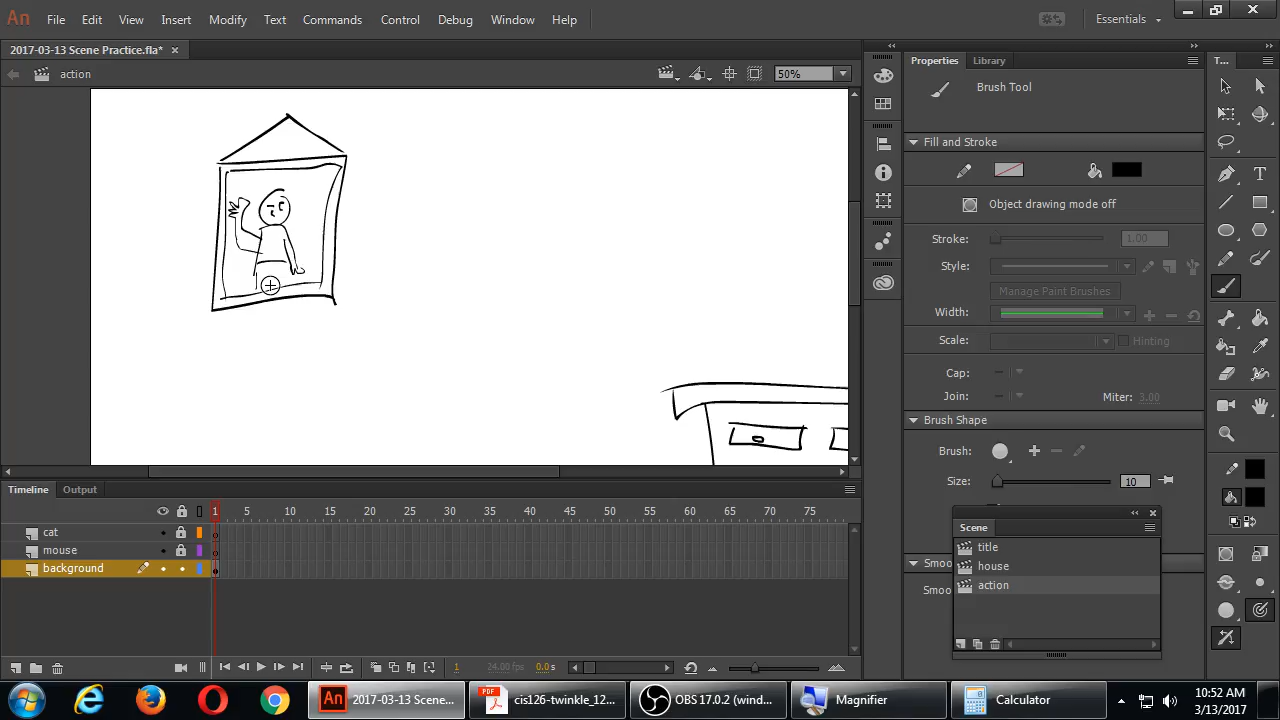 An File Edit View Insert Modify Text Commands Control Debug Window Help Essentials
2017-03-13 Scene Practice.fla* ×
action 50%
Properties Library T...
Brush Tool
Fill and Stroke
Object drawing mode off
Stroke: 1.00
Style:
Manage Paint Brushes
Width:
Scale: Hinting
Cap:
Join: Miter: 3.00
Brush Shape
Brush:
Size: 10
Scene
title
house
action
Smoo
Smoo
Timeline Output
1 5 10 15 20 25 30 35 40 45 50 55 60 65 70 75
cat
mouse
background
1 24.00 fps 0.0 s
2017-03-13 Scene... cis126-twinkle_12... OBS 17.0.2 (wind... Magnifier Calculator
10:52 AM
3/13/2017